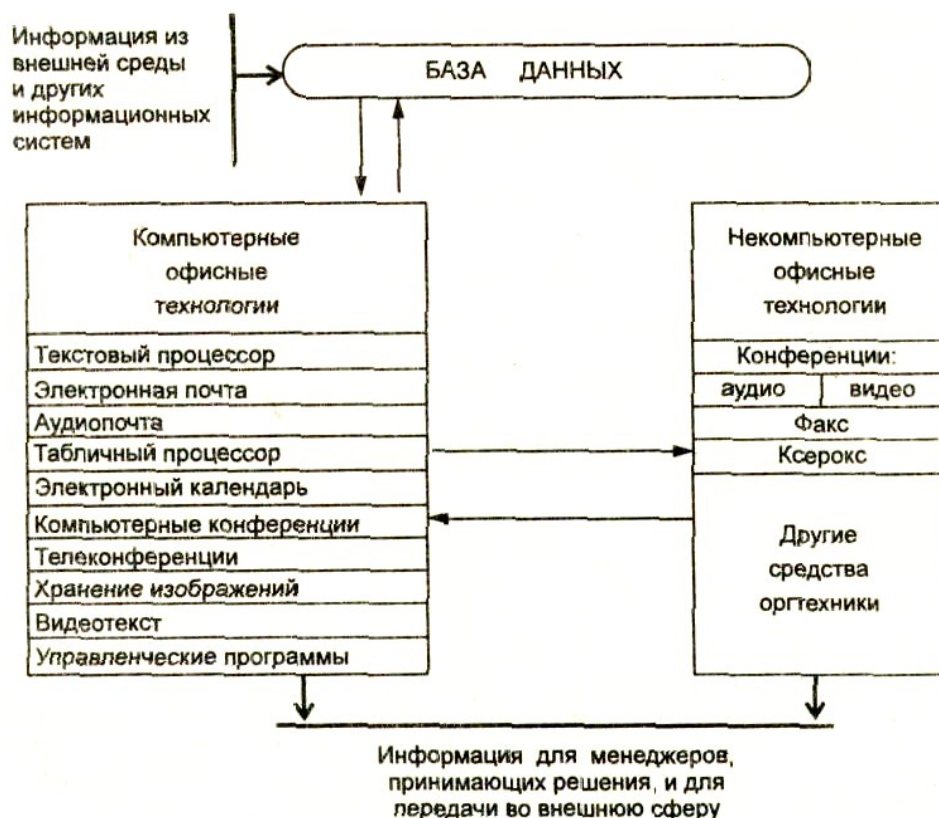 Информация из
внешней среды
и других
информационных
систем
БАЗА ДАННЫХ
Компьютерные
офисные
технологии
Текстовый процессор
Электронная почта
Аудиопочта
Табличный процессор
Электронный календарь
Компьютерные конференции
Телеконференции
Хранение изображений
Видеотекст
Управленческие программы
Некомпьютерные
офисные
технологии
Конференции:
аудио видео
Факс
Ксерокс
Другие
средства
оргтехники
Информация для менеджеров,
принимающих решения, и для
передачи во внешнюю сферу